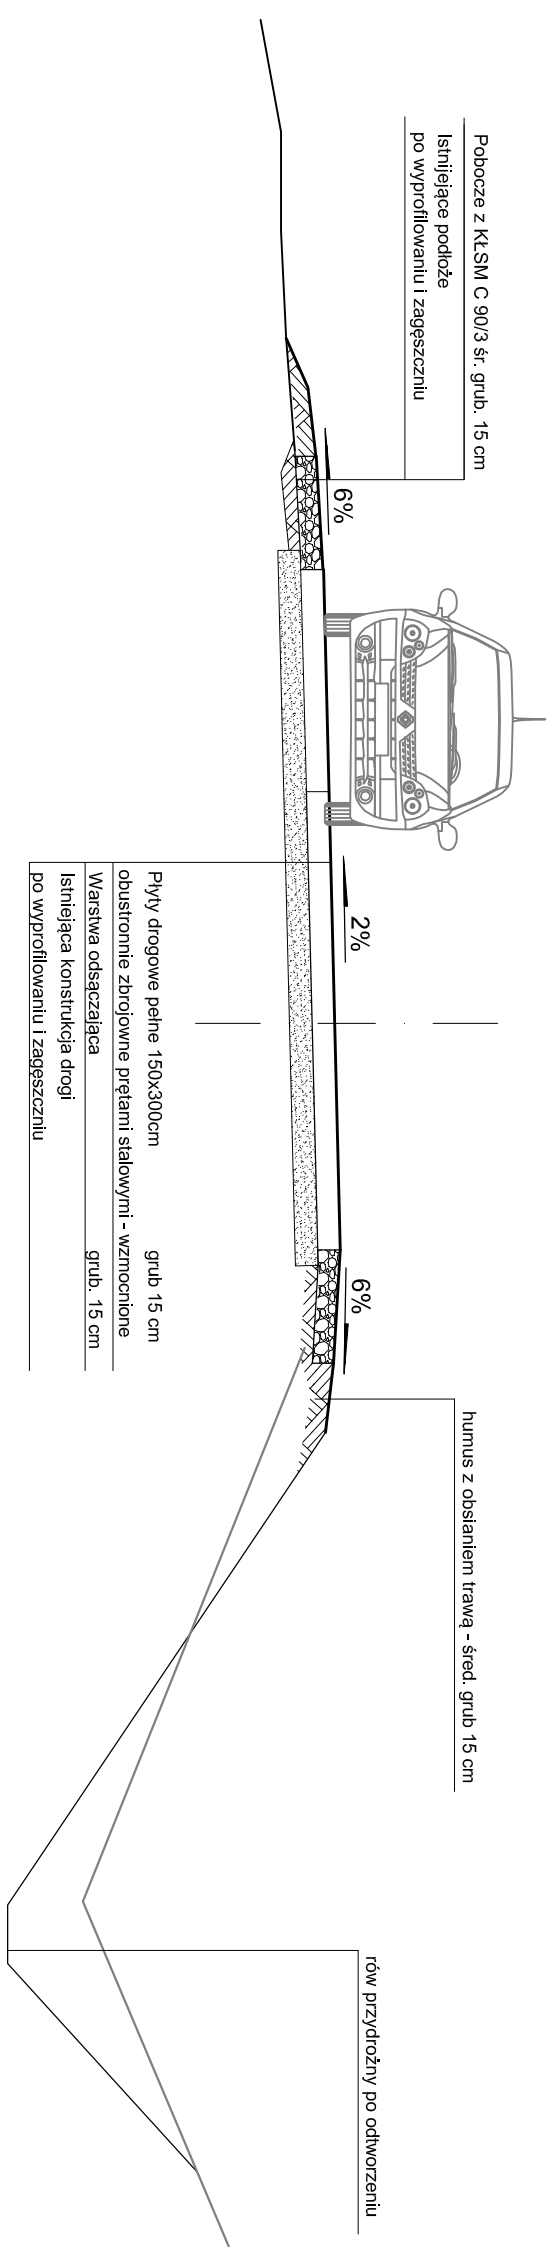 Pobocze z KŁSM C 90/3 śr. grub. 15 cm
Istnijejące podłoże
po wyprofilowaniu i zagęszczniu
6%
2%
6%
Płyty drogowe pełne 150x300cm grub 15 cm
obustronnie zbrojowne prętami stalowymi - wzmocnione
Warstwa odsączająca grub. 15 cm
Istniejąca konstrukcja drogi
po wyprofilowaniu i zagęszczniu
humus z obsianiem trawą - śred. grub 15 cm
rów przydrożny po odtworzeniu